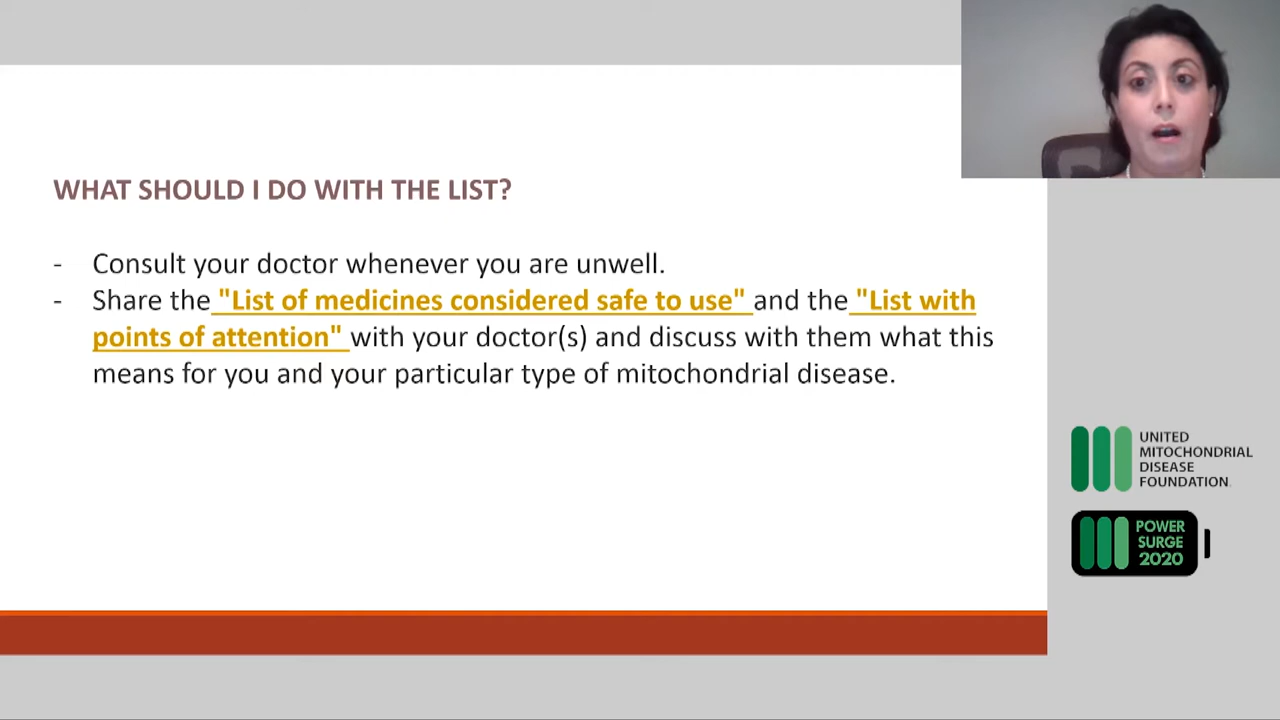 WHAT SHOULD I DO WITH THE LIST?
- Consult your doctor whenever you are unwell.
- Share the "List of medicines considered safe to use" and the "List with
points of attention" with your doctor(s) and discuss with them what this
means for you and your particular type of mitochondrial disease.
UNITED
MITOCHONDRIAL
DISEASE
FOUNDATION
POWER
SURGE
2020